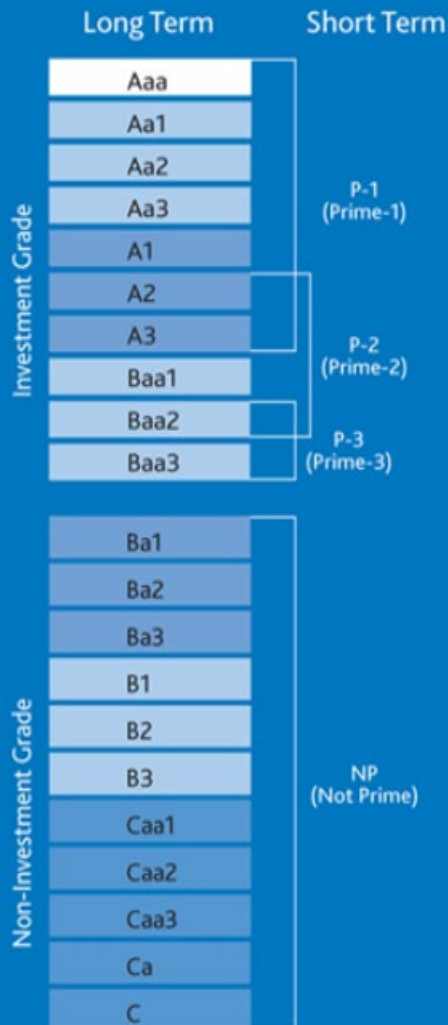 Long Term Short Term
Investment Grade
Aaa
Aa1
Aa2
Aa3
A1
A2
A3
Baa1
Baa2
Baa3
P-1
(Prime-1)
P-2
(Prime-2)
P-3
(Prime-3)
Non-Investment Grade
Ba1
Ba2
Ba3
B1
B2
B3
Caa1
Caa2
Caa3
Ca
C
NP
(Not Prime)